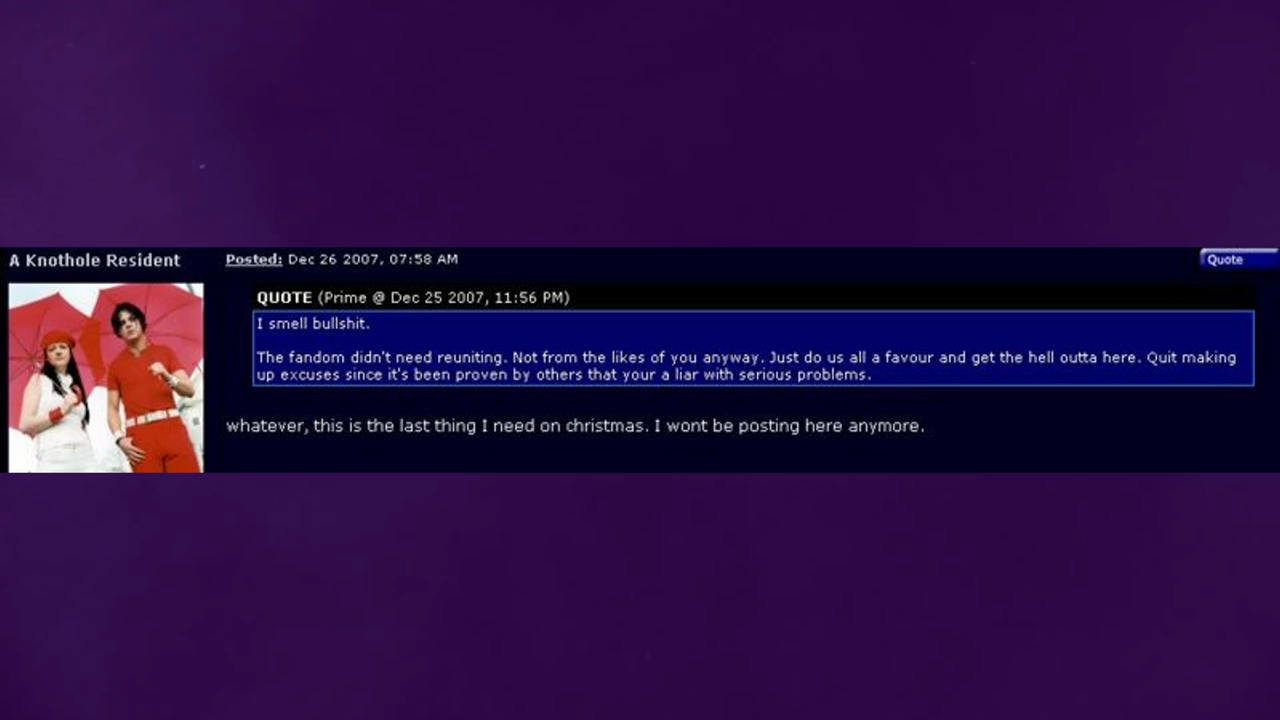 A Knothole Resident
Posted: Dec 26 2007, 07:58 AM
Quote
QUOTE (Prime @ Dec 25 2007, 11:56 PM)
I smell bullshit.
The fandom didn't need reuniting. Not from the likes of you anyway. Just do us all a favour and get the hell outta here. Quit making
up excuses since it's been proven by others that your a liar with serious problems.
whatever, this is the last thing I need on christmas. I wont be posting here anymore.